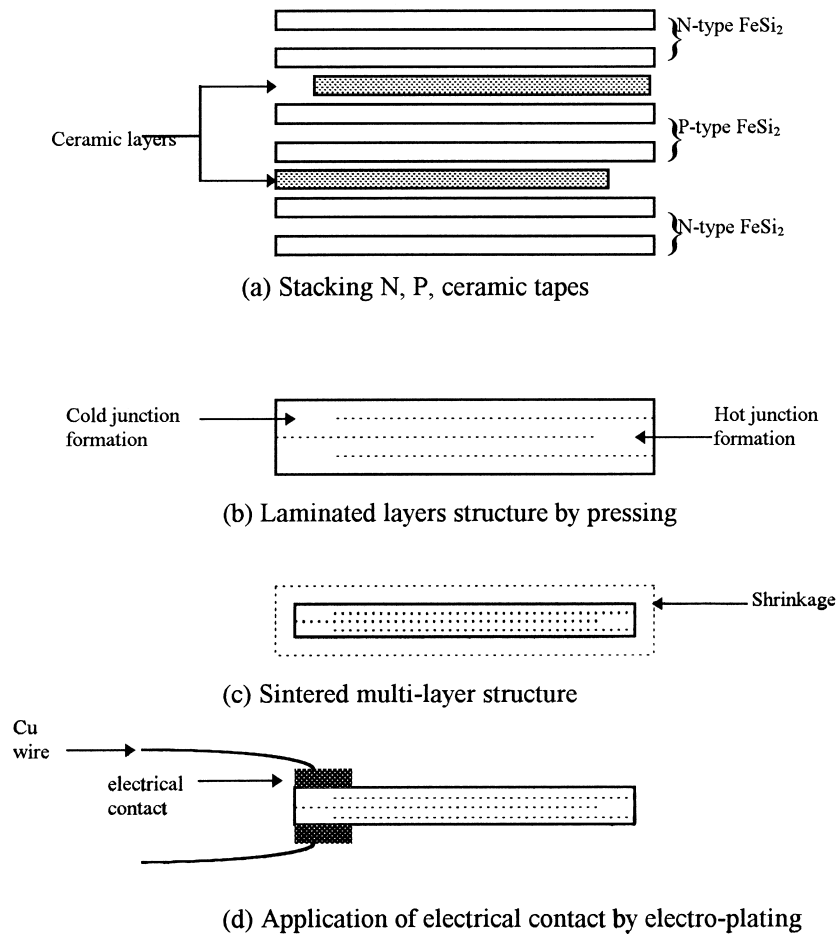 N-type FeSi₂
Ceramic layers
P-type FeSi₂
N-type FeSi₂
(a) Stacking N, P, ceramic tapes
Cold junction
formation
Hot junction
formation
(b) Laminated layers structure by pressing
Shrinkage
(c) Sintered multi-layer structure
Cu
wire
electrical
contact
(d) Application of electrical contact by electro-plating